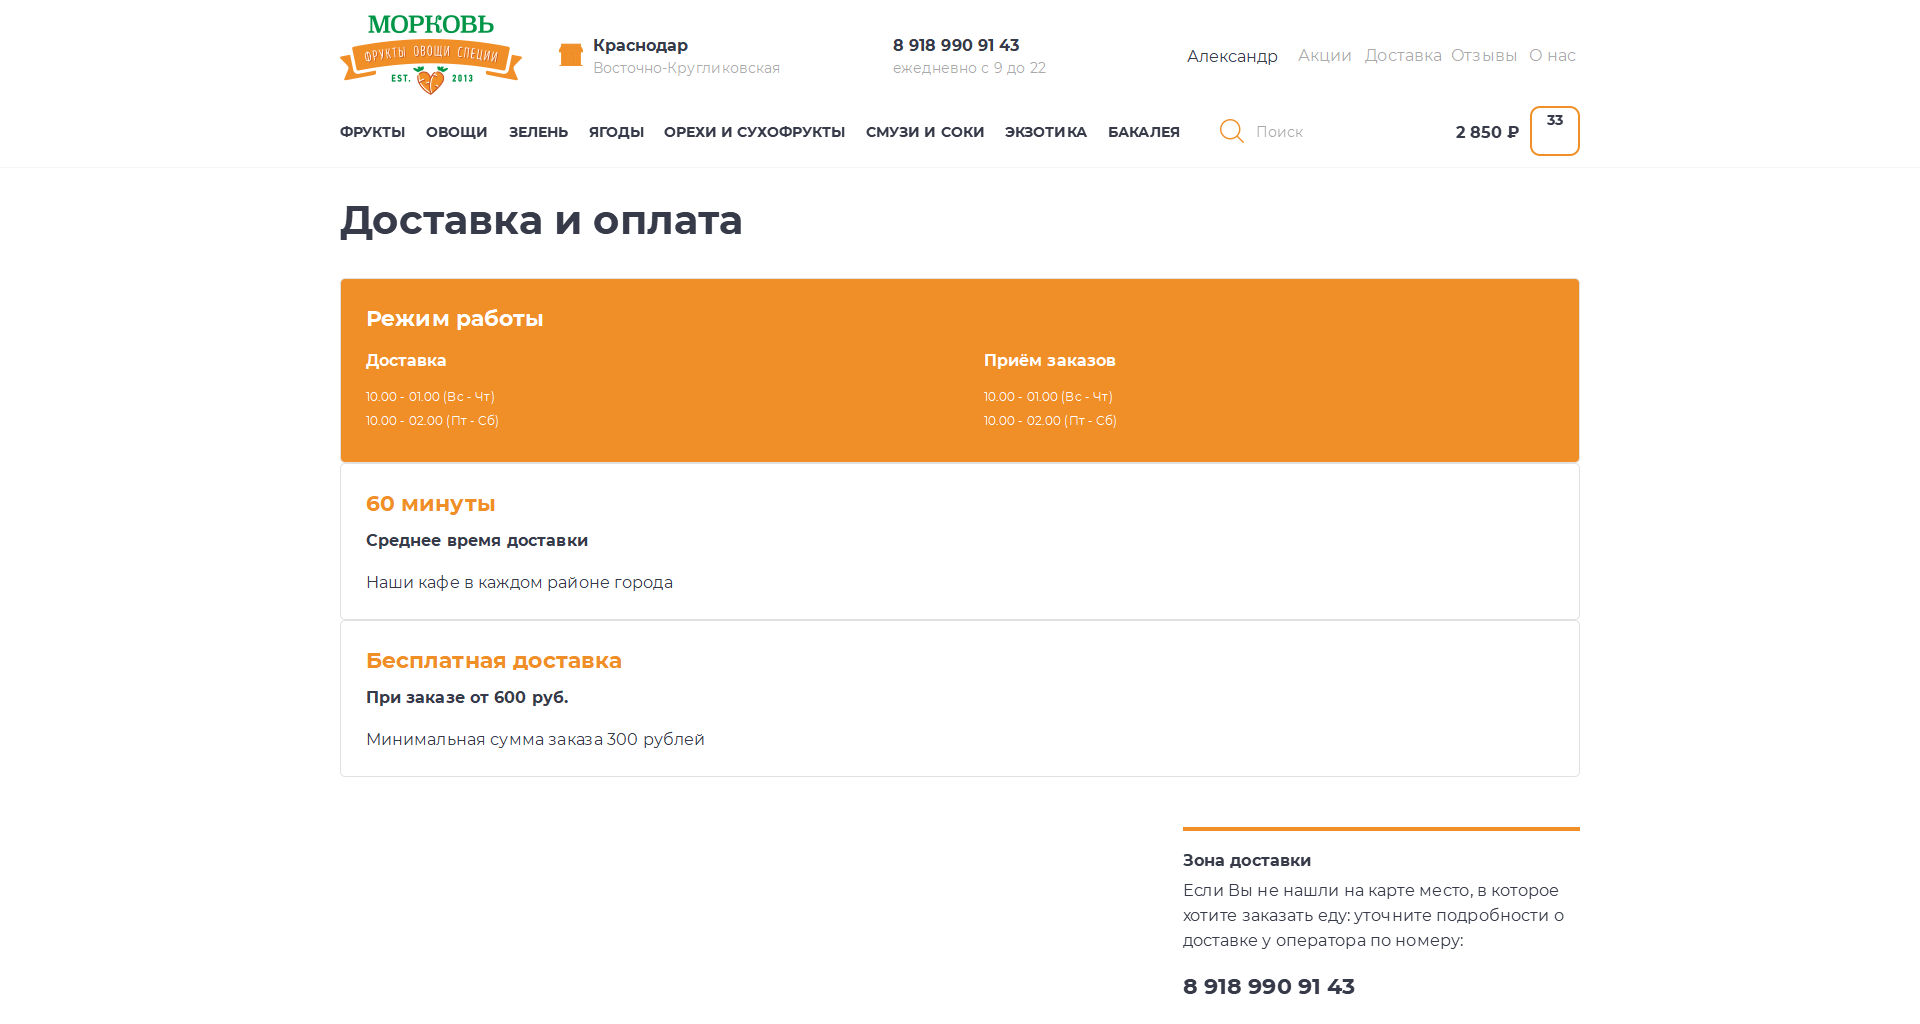 МОРКОВЬ
ФРУКТЫ ОВОЩИ СПЕЦИИ
EST. 2013
Краснодар
Восточно-Кругликовская
8 918 990 91 43
ежедневно с 9 до 22
Александр Акции Доставка Отзывы О нас
ФРУКТЫ ОВОЩИ ЗЕЛЕНЬ ЯГОДЫ ОРЕХИ И СУХОФРУКТЫ СМУЗИ И СОКИ ЭКЗОТИКА БАКАЛЕЯ Поиск 2 850 ₽ 33
Доставка и оплата
Режим работы
Доставка
10.00 - 01.00 (Вс - Чт)
10.00 - 02.00 (Пт - Сб)
Приём заказов
10.00 - 01.00 (Вс - Чт)
10.00 - 02.00 (Пт - Сб)
60 минуты
Среднее время доставки
Наши кафе в каждом районе города
Бесплатная доставка
При заказе от 600 руб.
Минимальная сумма заказа 300 рублей
Зона доставки
Если Вы не нашли на карте место, в которое
хотите заказать еду: уточните подробности о
доставке у оператора по номеру:
8 918 990 91 43